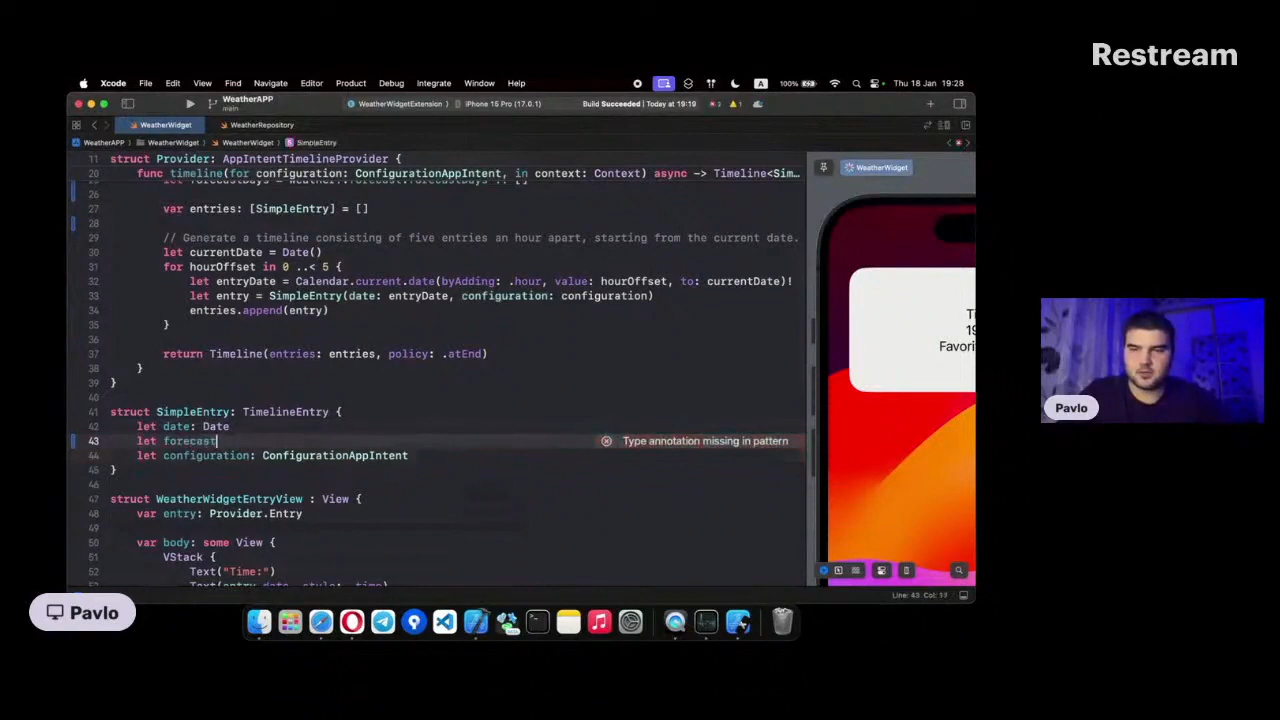 Restream
Xcode File Edit View Find Navigate Editor Product Debug Integrate Window Help
A 100% Thu 18 Jan 19:28
WeatherAPP
main
WeatherWidgetExtension iPhone 15 Pro (17.0.1)
Build Succeeded | Today at 19:19
WeatherWidget WeatherRepository
WeatherAPP WeatherWidget WeatherWidget SimpleEntry
11 struct Provider: AppIntentTimelineProvider {
20 func timeline(for configuration: ConfigurationAppIntent, in context: Context) async -> Timeline<Sim…
26
27 var entries: [SimpleEntry] = []
28
29 // Generate a timeline consisting of five entries an hour apart, starting from the current date.
30 let currentDate = Date()
31 for hourOffset in 0 ..< 5 {
32 let entryDate = Calendar.current.date(byAdding: .hour, value: hourOffset, to: currentDate)!
33 let entry = SimpleEntry(date: entryDate, configuration: configuration)
34 entries.append(entry)
35 }
36
37 return Timeline(entries: entries, policy: .atEnd)
38 }
39 }
40
41 struct SimpleEntry: TimelineEntry {
42 let date: Date
43 let forecast Type annotation missing in pattern
44 let configuration: ConfigurationAppIntent
45 }
46
47 struct WeatherWidgetEntryView : View {
48 var entry: Provider.Entry
49
50 var body: some View {
51 VStack {
52 Text("Time:")
WeatherWidget
Ti
19
Favorit
Line: 43 Col: 17
Pavlo
Pavlo